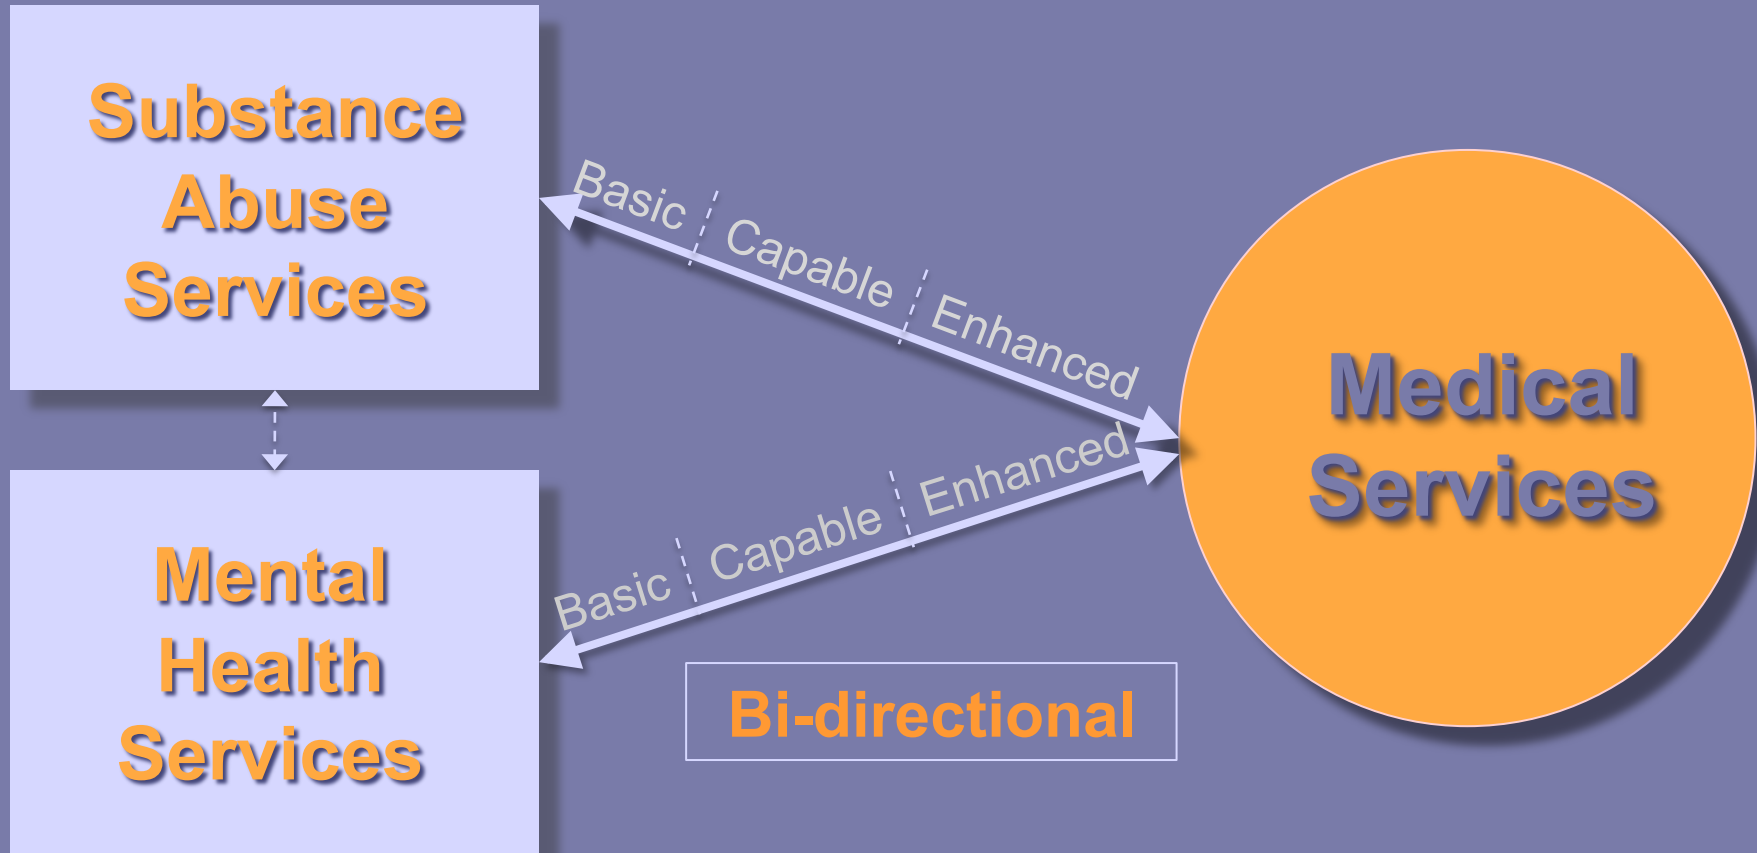 Substance
Abuse
Services
Basic
Capable
Enhanced
Medical
Services
Basic
Capable
Enhanced
Mental
Health
Services
Bi-directional